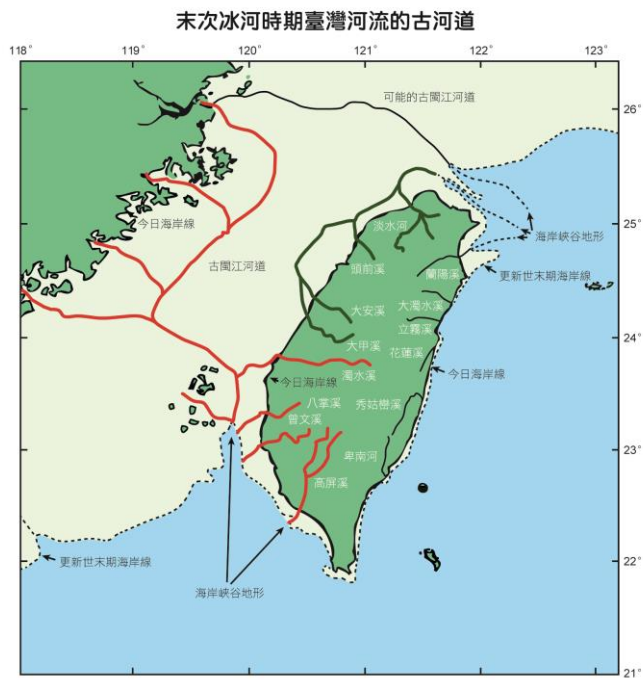 末次冰河時期臺灣河流的古河道
118° 119° 120° 121° 122° 123°
26°
可能的古閩江河道
25°
今日海岸線
淡水河
海岸峽谷地形
古閩江河道
頭前溪
蘭陽溪
更新世末期海岸線
大安溪
大濁水溪
立霧溪
24°
大甲溪
花蓮溪
今日海岸線
濁水溪
今日海岸線
八掌溪
秀姑巒溪
曾文溪
23°
卑南河
高屏溪
更新世末期海岸線
22°
海岸峽谷地形
21°